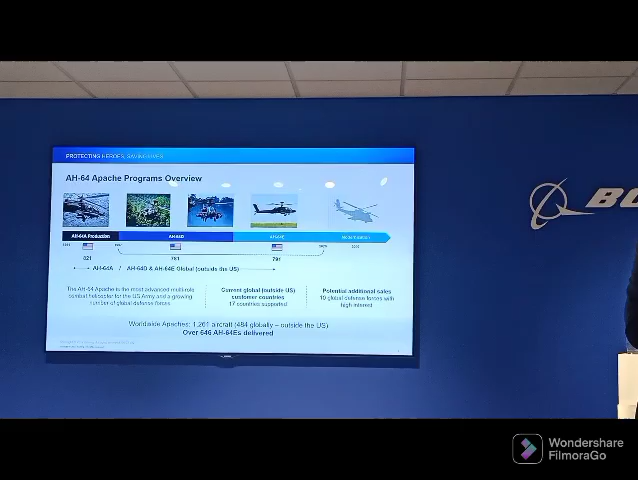 PROTECTING HEROES, SAVING LIVES
AH-64 Apache Programs Overview
AH-64A Production
AH-64D
AH-64E
Modernization
821
781
791
AH-64A / AH-64D & AH-64E Global (outside the US)
The AH-64 Apache is the most advanced multi-role
combat helicopter for the US Army and a growing
number of global defense forces.
Current global (outside US)
customer countries
17 countries supported
Potential additional sales
10 global defense forces with
high interest
Worldwide Apaches: 1,261 aircraft (484 globally – outside the US)
Over 646 AH-64Es delivered
BO
Wondershare
FilmoraGo